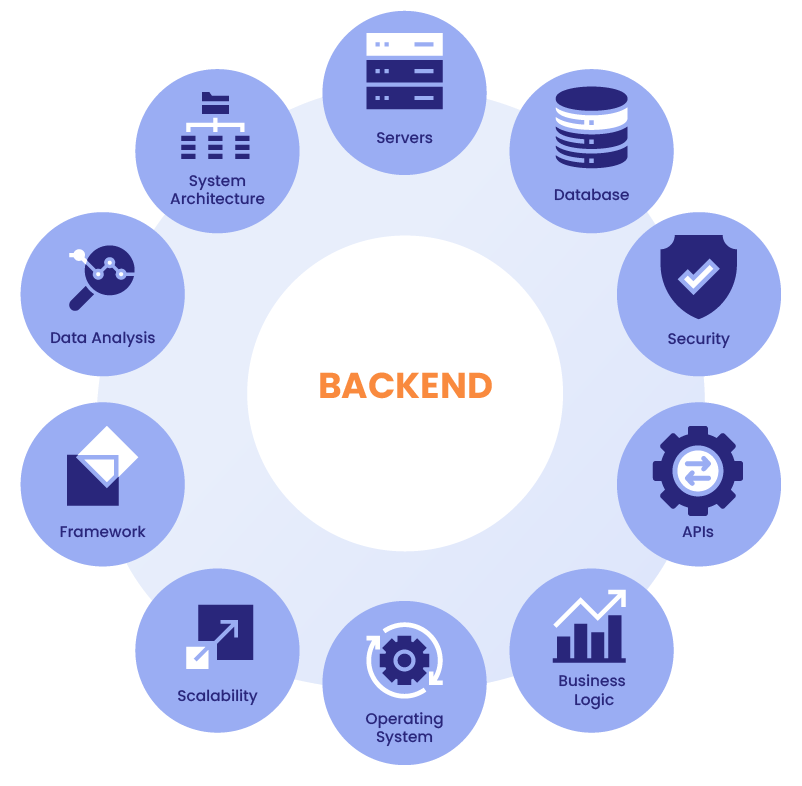 Servers
System
Architecture
Database
Data Analysis
Security
BACKEND
Framework
APIs
Scalability
Business
Logic
Operating
System